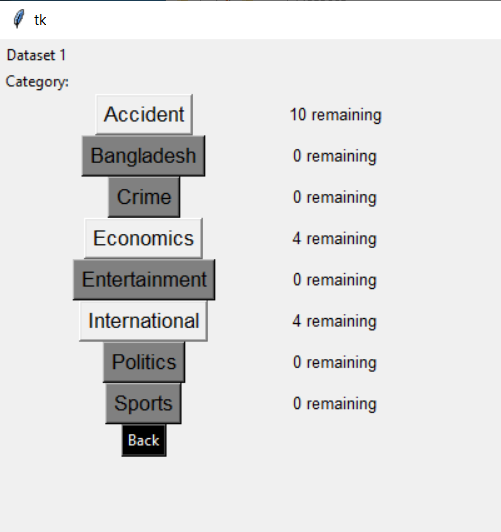 tk
Dataset 1
Category:
Accident 10 remaining
Bangladesh 0 remaining
Crime 0 remaining
Economics 4 remaining
Entertainment 0 remaining
International 4 remaining
Politics 0 remaining
Sports 0 remaining
Back